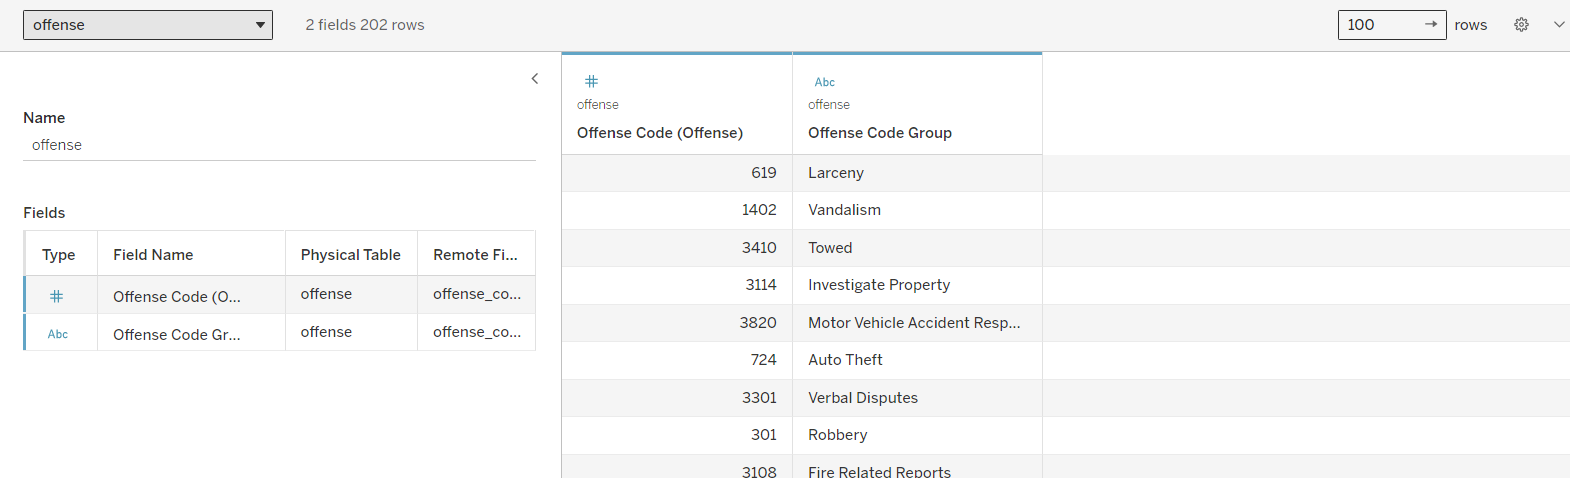 offense
2 fields 202 rows
100 → rows
Name
offense
Fields
Type Field Name Physical Table Remote Fi...
# Offense Code (O... offense offense_co...
Abc Offense Code Gr... offense offense_co...
# Abc
offense offense
Offense Code (Offense) Offense Code Group
619 Larceny
1402 Vandalism
3410 Towed
3114 Investigate Property
3820 Motor Vehicle Accident Resp...
724 Auto Theft
3301 Verbal Disputes
301 Robbery
3108 Fire Related Reports